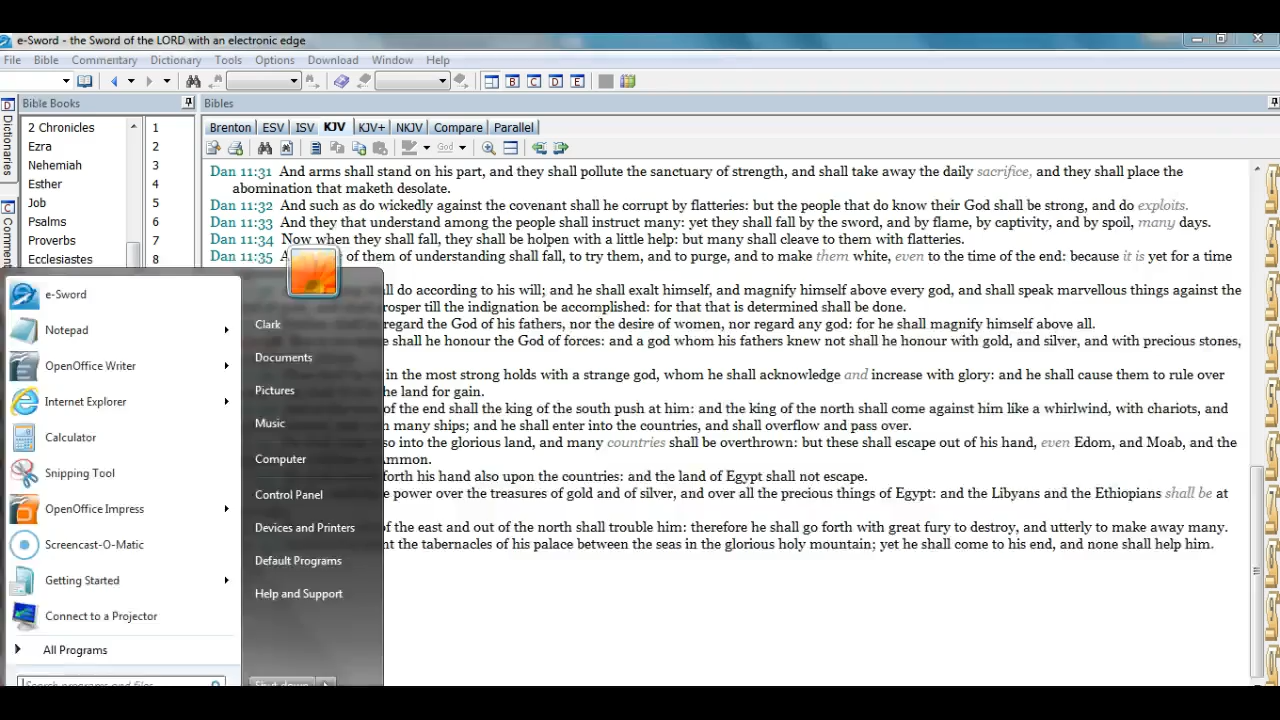 e-Sword - the Sword of the LORD with an electronic edge
File Bible Commentary Dictionary Tools Options Download Window Help
B C D E
God
D Dictionaries
C
Bible Books
2 Chronicles
Ezra
Nehemiah
Esther
Job
Psalms
Proverbs
Ecclesiastes
1
2
3
4
5
6
7
8
Bibles
Brenton ESV ISV KJV KJV+ NKJV Compare Parallel
Dan 11:31 And arms shall stand on his part, and they shall pollute the sanctuary of strength, and shall take away the daily sacrifice, and they shall place the
abomination that maketh desolate.
Dan 11:32 And such as do wickedly against the covenant shall he corrupt by flatteries: but the people that do know their God shall be strong, and do exploits.
Dan 11:33 And they that understand among the people shall instruct many: yet they shall fall by the sword, and by flame, by captivity, and by spoil, many days.
Dan 11:34 Now when they shall fall, they shall be holpen with a little help: but many shall cleave to them with flatteries.
Dan 11:35 of them of understanding shall fall, to try them, and to purge, and to make them white, even to the time of the end: because it is yet for a time
do according to his will; and he shall exalt himself, and magnify himself above every god, and shall speak marvellous things against the
prosper till the indignation be accomplished: for that that is determined shall be done.
regard the God of his fathers, nor the desire of women, nor regard any god: for he shall magnify himself above all.
shall he honour the God of forces: and a god whom his fathers knew not shall he honour with gold, and silver, and with precious stones,
in the most strong holds with a strange god, whom he shall acknowledge and increase with glory: and he shall cause them to rule over
the land for gain.
of the end shall the king of the south push at him: and the king of the north shall come against him like a whirlwind, with chariots, and
many ships; and he shall enter into the countries, and shall overflow and pass over.
into the glorious land, and many countries shall be overthrown: but these shall escape out of his hand, even Edom, and Moab, and the
Ammon.
forth his hand also upon the countries: and the land of Egypt shall not escape.
power over the treasures of gold and of silver, and over all the precious things of Egypt: and the Libyans and the Ethiopians shall be at
of the east and out of the north shall trouble him: therefore he shall go forth with great fury to destroy, and utterly to make away many.
the tabernacles of his palace between the seas in the glorious holy mountain; yet he shall come to his end, and none shall help him.
e-Sword
Notepad
OpenOffice Writer
Internet Explorer
Calculator
Snipping Tool
OpenOffice Impress
Screencast-O-Matic
Getting Started
Connect to a Projector
All Programs
Search programs and files
Clark
Documents
Pictures
Music
Computer
Control Panel
Devices and Printers
Default Programs
Help and Support
Shut down